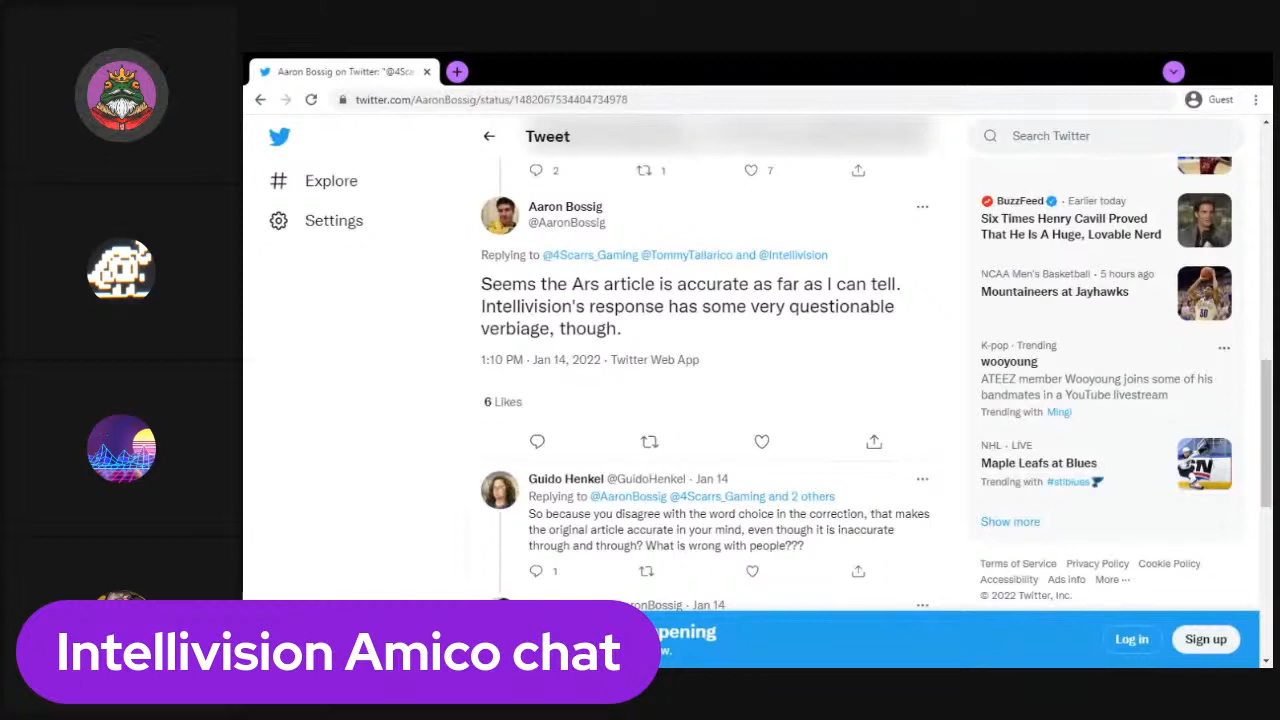 Aaron Bossig on Twitter: "@4Sca
twitter.com/AaronBossig/status/1482067534404734978
Guest
Tweet
Search Twitter
Explore
Settings
2
1
7
Aaron Bossig
@AaronBossig
Replying to @4Scarrs_Gaming @TommyTallarico and @Intellivision
Seems the Ars article is accurate as far as I can tell.
Intellivision's response has some very questionable
verbiage, though.
1:10 PM · Jan 14, 2022 · Twitter Web App
6 Likes
Guido Henkel @GuidoHenkel · Jan 14
Replying to @AaronBossig @4Scarrs_Gaming and 2 others
So because you disagree with the word choice in the correction, that makes
the original article accurate in your mind, even though it is inaccurate
through and through? What is wrong with people???
1
ronBossig · Jan 14
BuzzFeed · Earlier today
Six Times Henry Cavill Proved
That He Is A Huge, Lovable Nerd
NCAA Men's Basketball · 5 hours ago
Mountaineers at Jayhawks
K-pop · Trending
wooyoung
ATEEZ member Wooyoung joins some of his
bandmates in a YouTube livestream
Trending with Mingi
NHL · LIVE
Maple Leafs at Blues
Trending with #stlblues
Show more
Terms of Service Privacy Policy Cookie Policy
Accessibility Ads info More ···
© 2022 Twitter, Inc.
pening
w.
Log in
Sign up
Intellivision Amico chat